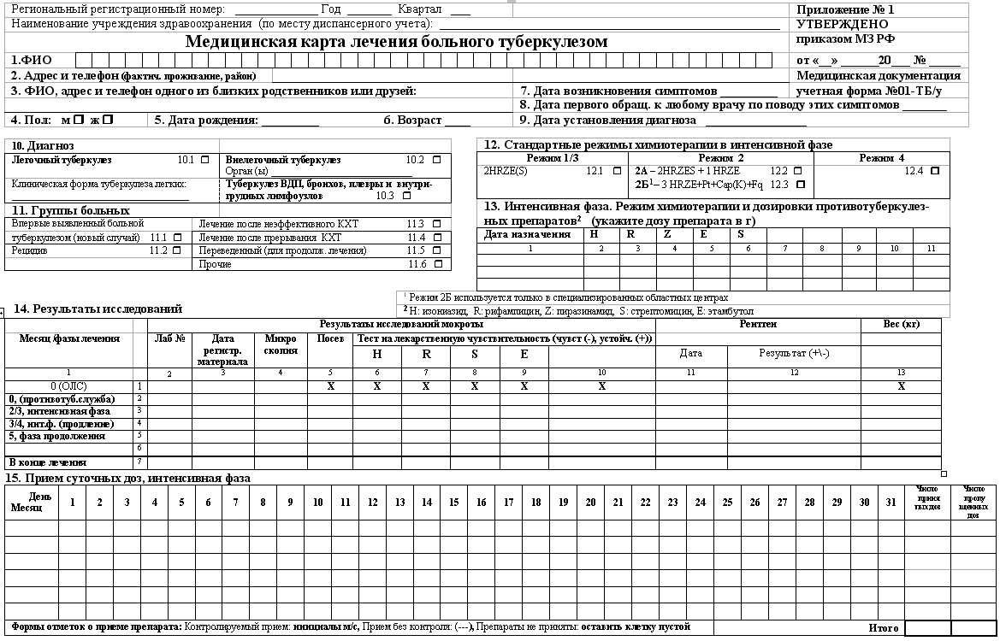 Региональный регистрационный номер: _______________ Год ________ Квартал ___
Приложение № 1
Наименование учреждения здравоохранения (по месту диспансерного учета): _______________
УТВЕРЖДЕНО
Медицинская карта лечения больного туберкулезом
приказом МЗ РФ
1.ФИО
от «__» ______20___ № _____
2. Адрес и телефон (фактич. проживание, район)
Медицинская документация
3. ФИО, адрес и телефон одного из близких родственников или друзей:
7. Дата возникновения симптомов ___________
учетная форма №01-ТБ/у
8. Дата первого обращ. к любому врачу по поводу этих симптомов _______
4. Пол: м ☐ ж ☐
5. Дата рождения: _________
6. Возраст ____
9. Дата установления диагноза _______________
10. Диагноз
Легочный туберкулез 10.1 ☐
Внелегочный туберкулез 10.2 ☐
Орган (ы) _______________
Клиническая форма туберкулеза легких:
_______________
Туберкулез ВДП, бронхов, плевры и внутри-
грудных лимфоузлов 10.3 ☐
11. Группы больных
Впервые выявленный больной
туберкулезом (новый случай) 11.1 ☐
Лечение после неэффективного КХТ 11.3 ☐
Лечение после прерывания КХТ 11.4 ☐
Рецидив 11.2 ☐
Переведенный (для продолж. лечения) 11.5 ☐
Прочие 11.6 ☐
12. Стандартные режимы химиотерапии в интенсивной фазе
Режим 1/3 Режим 2 Режим 4
2HRZE(S) 12.1 ☐
2А – 2HRZES + 1 HRZE 12.2 ☐
12.4 ☐
2Б¹– 3 HRZE+Pt+Cap(K)+Fq 12.3 ☐
13. Интенсивная фаза. Режим химиотерапии и дозировки противотуберкулез-
ных препаратов² (укажите дозу препарата в г)
Дата назначения H R Z E S
1 2 3 4 5 6 7 8 9 10 11
¹ Режим 2Б используется только в специализированных областных центрах
² H: изониазид, R: рифампицин, Z: пиразинамид, S: стрептомицин, E: этамбутол
14. Результаты исследований
Результаты исследований мокроты Рентген Вес (кг)
Месяц /фазы лечения
Лаб №
Дата
регистр.
материала
Микро
скопия
Посев
Тест на лекарственную чувствительность (чувст (-), устойч. (+))
H R S E
Дата Результат (+\-)
1 2 3 4 5 6 7 8 9 10 11 12 13
0 (ОЛС) 1 X X X X X X X
0, (противотуб.служба) 2
2/3, интенсивная фаза 3
3/4, инт.ф. (продление) 4
5, фаза продолжения 5
6
В конце лечения 7
15. Прием суточных доз, интенсивная фаза
День
Месяц
1 2 3 4 5 6 7 8 9 10 11 12 13 14 15 16 17 18 19 20 21 22 23 24 25 26 27 28 29 30 31
Число
приня
тых доз
Число
пропу
щенных
доз
Формы отметок о приеме препарата: Контролируемый прием: инициалы м/с, Прием без контроля: (---), Препараты не приняты: оставить клетку пустой
Итого